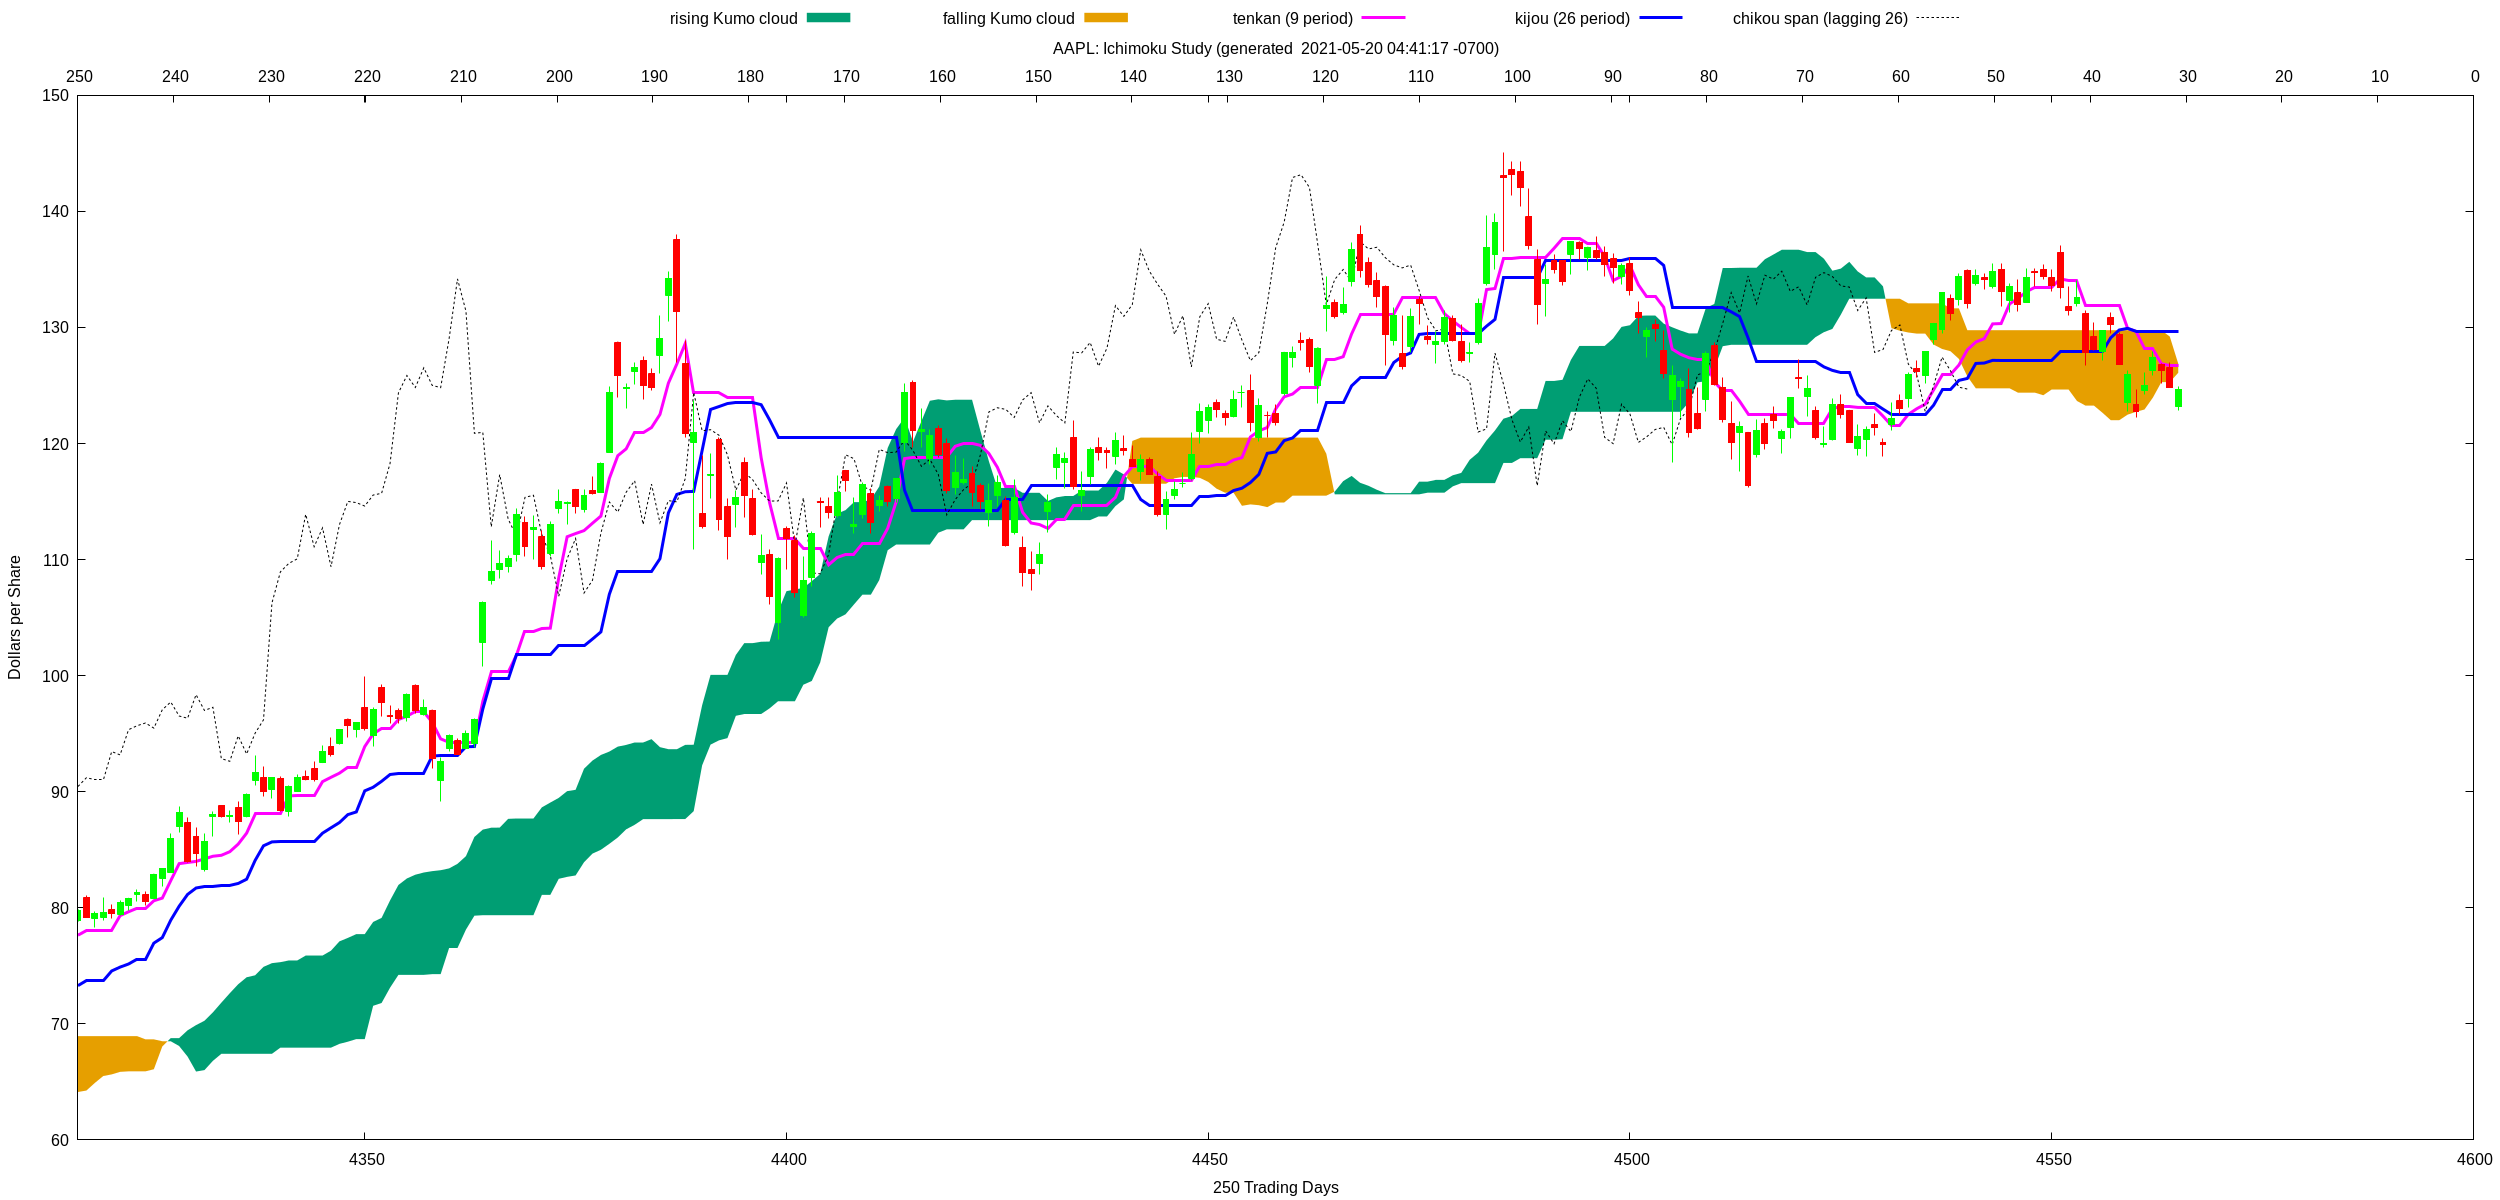 rising Kumo cloud falling Kumo cloud tenkan (9 period) kijou (26 period) chikou span (lagging 26)
AAPL: Ichimoku Study (generated  2021-05-20 04:41:17 -0700)
250 240 230 220 210 200 190 180 170 160 150 140 130 120 110 100 90 80 70 60 50 40 30 20 10 0
150
140
130
120
110
100
90
80
70
60
Dollars per Share
4350 4400 4450 4500 4550 4600
250 Trading Days